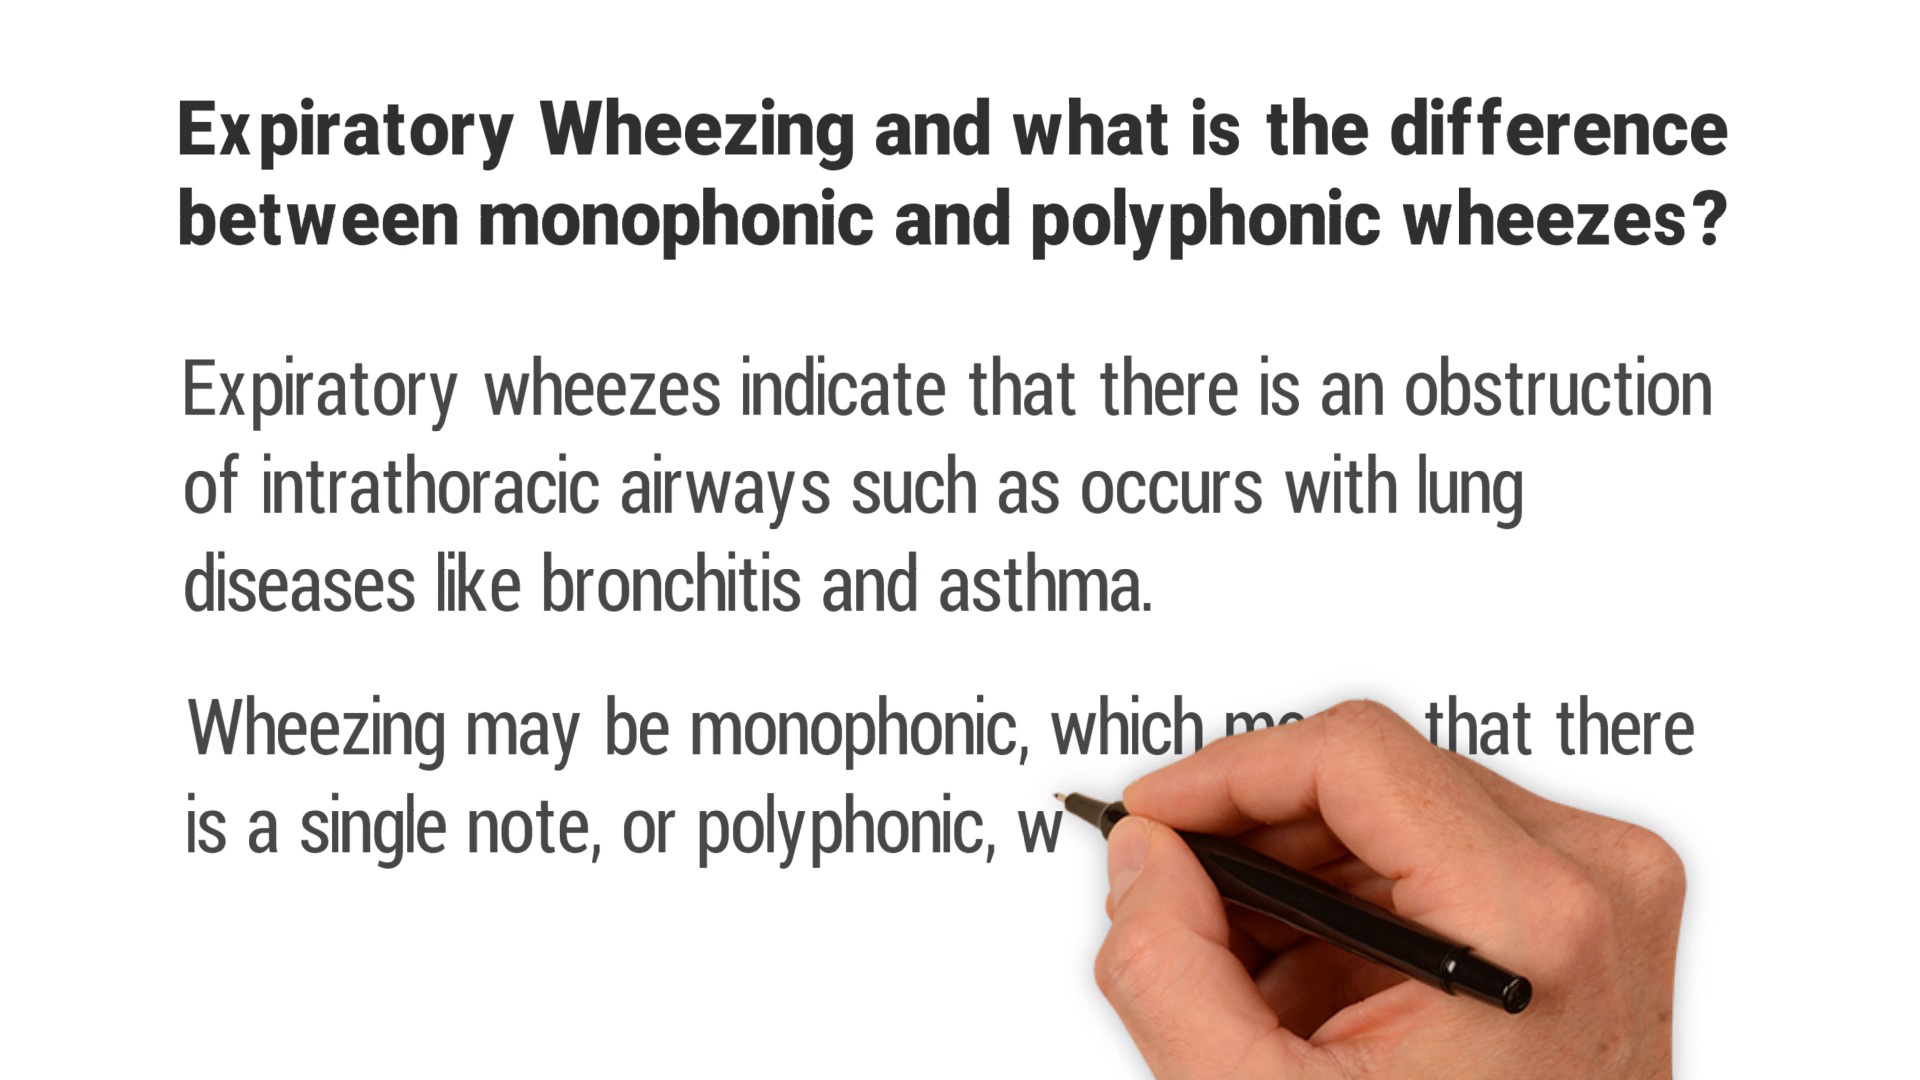 Expiratory Wheezing and what is the difference
between monophonic and polyphonic wheezes?
Expiratory wheezes indicate that there is an obstruction
of intrathoracic airways such as occurs with lung
diseases like bronchitis and asthma.
Wheezing may be monophonic, which that there
is a single note, or polyphonic, w